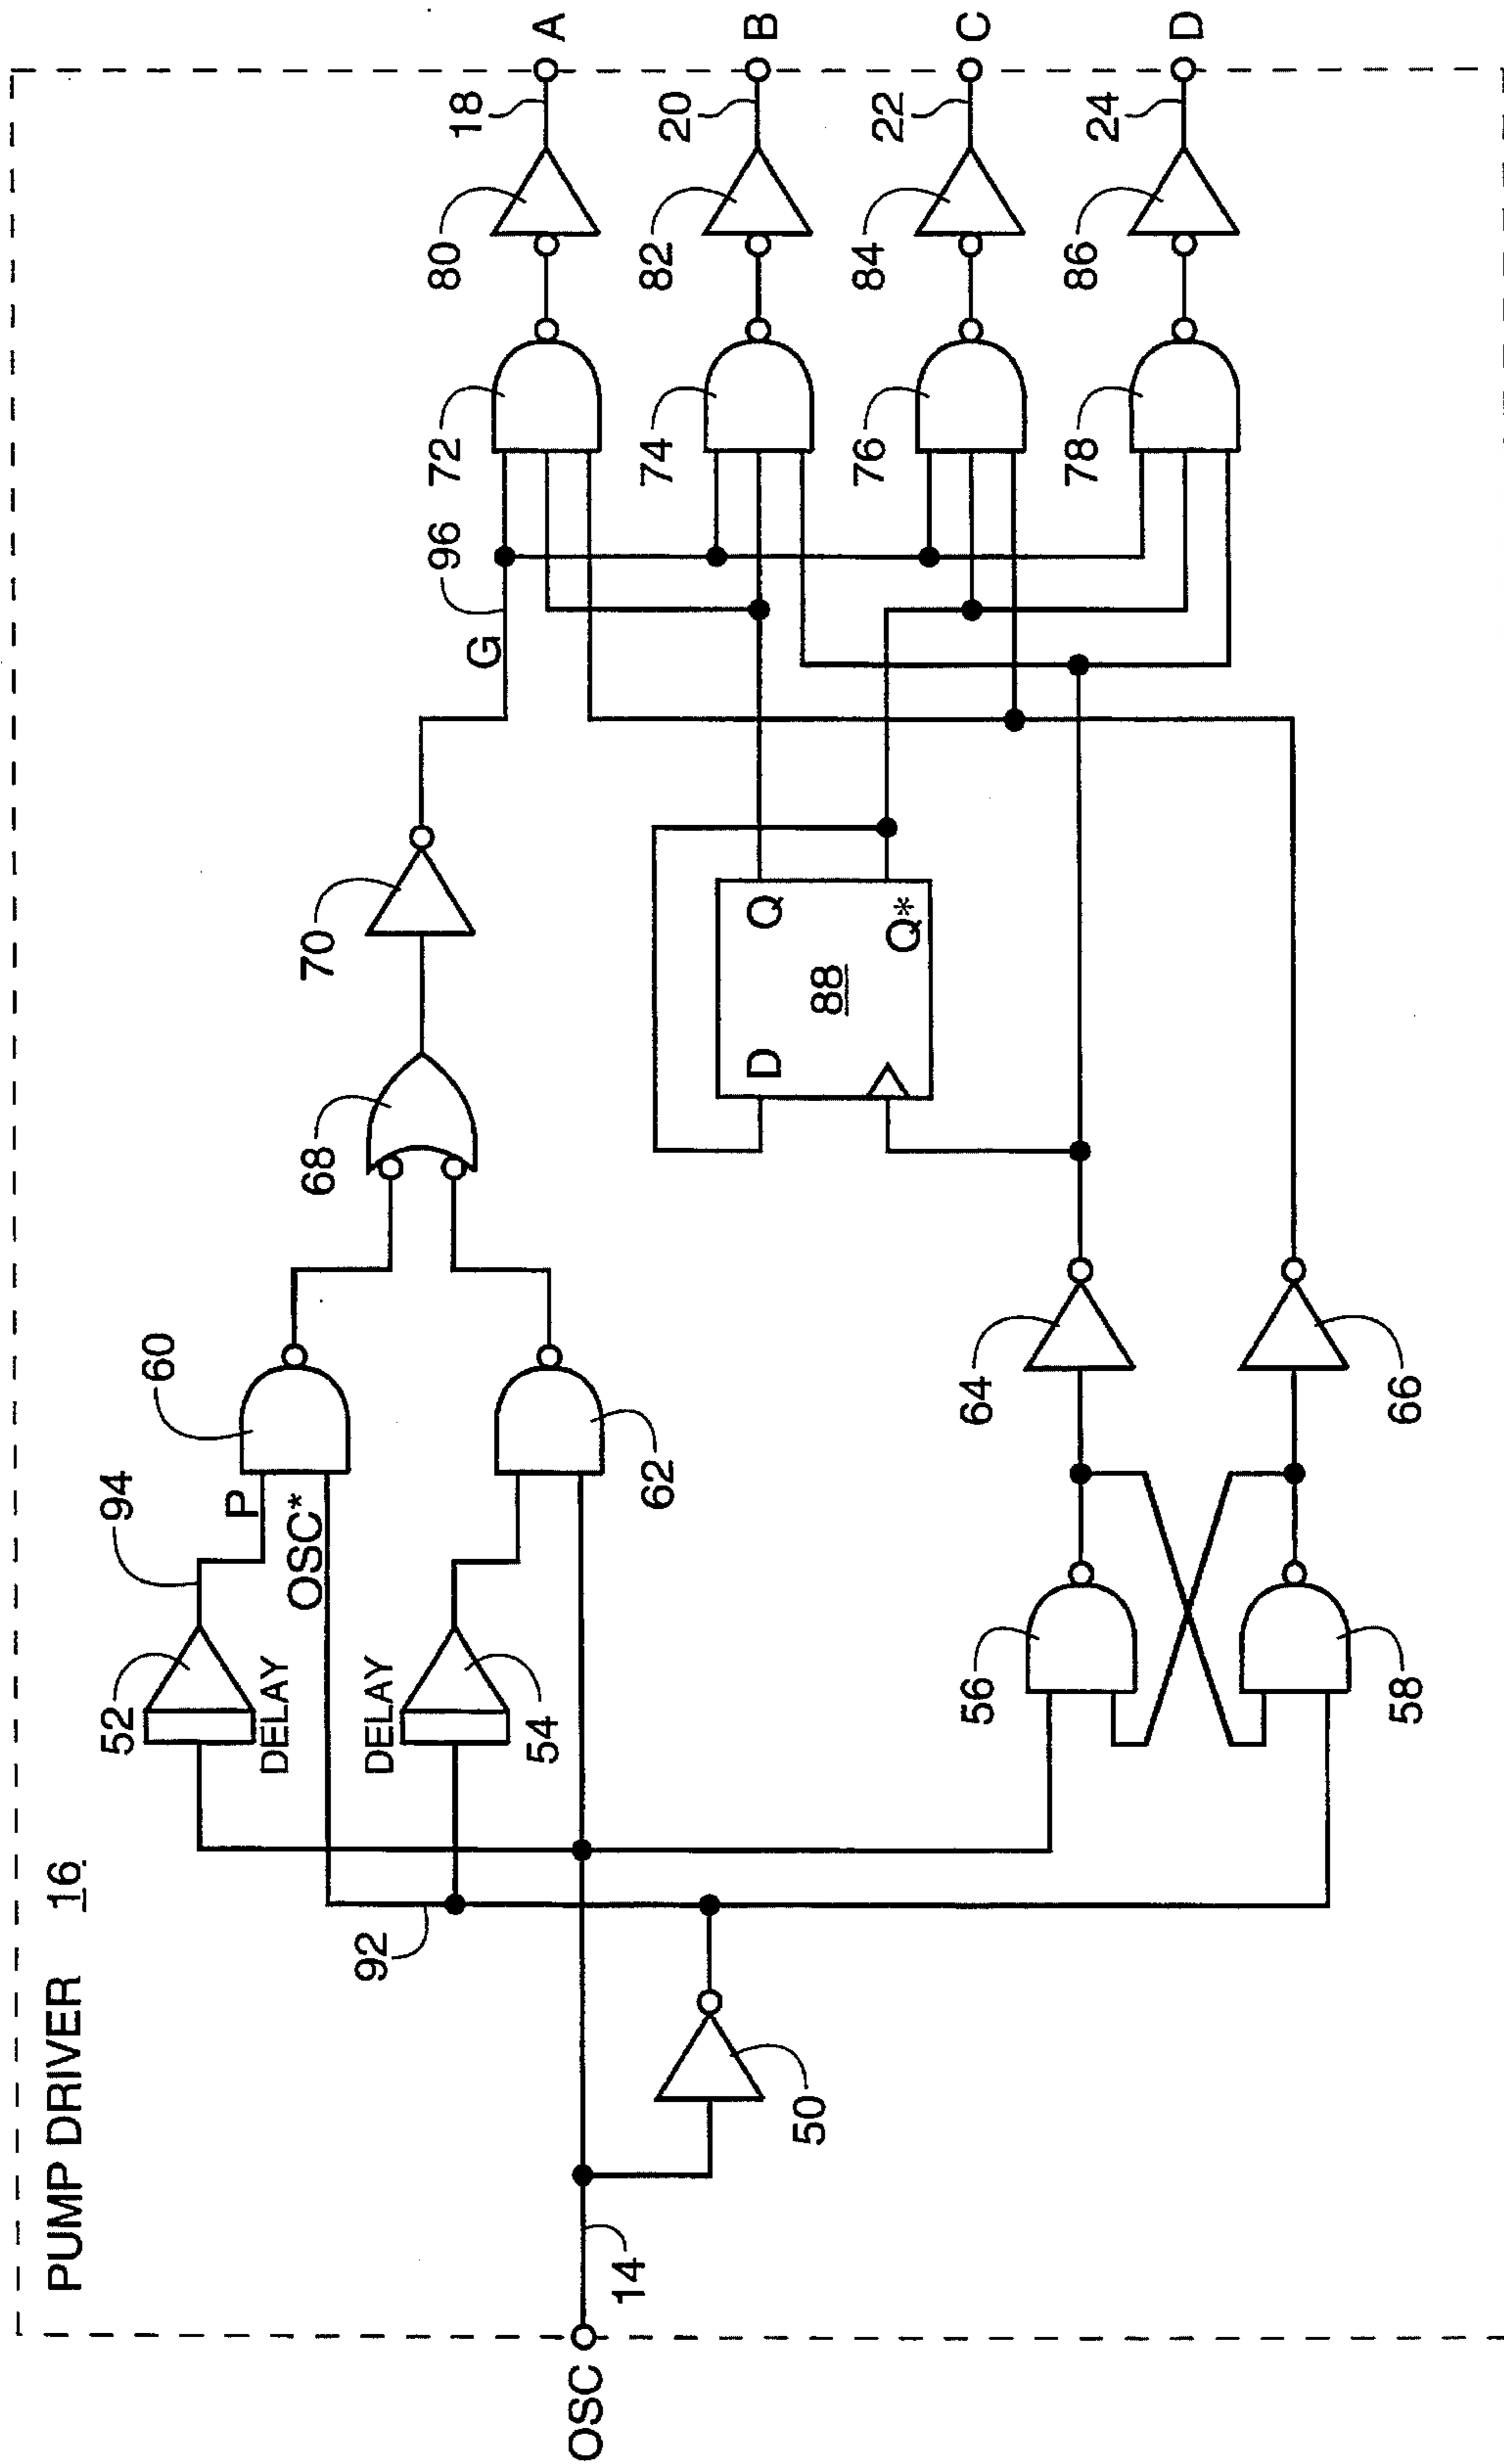 PUMP DRIVER 16
OSC
14
50
92
52
DELAY
94
P
OSC*
60
DELAY
54
62
68
70
G
96
56
58
64
66
D
Q
88
Q*
72
74
76
78
80
82
84
86
18
20
22
24
A
B
C
D